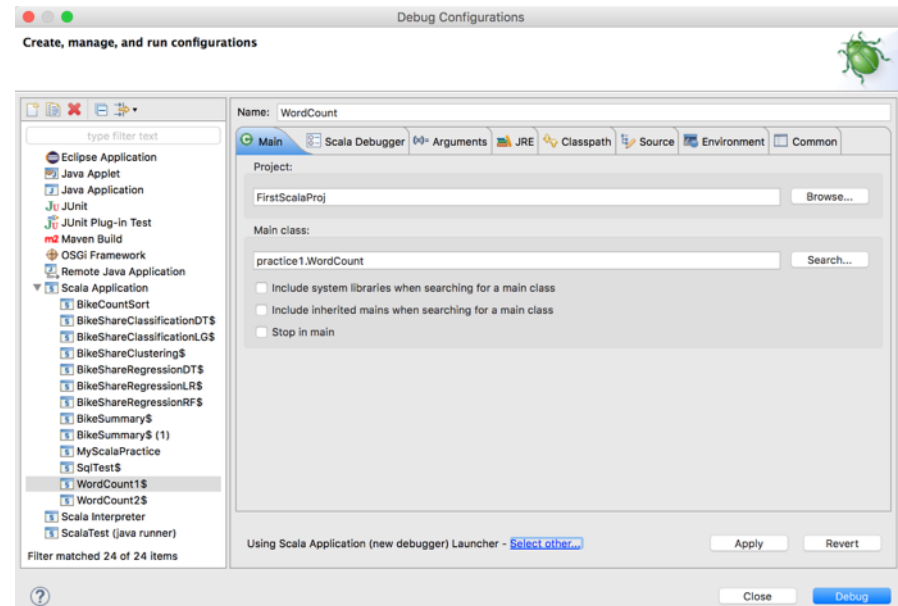 Debug Configurations
Create, manage, and run configurations
type filter text
Eclipse Application
Java Applet
Java Application
JUnit
JUnit Plug-in Test
Maven Build
OSGi Framework
Remote Java Application
Scala Application
BikeCountSort
BikeShareClassificationDT$
BikeShareClassificationLG$
BikeShareClustering$
BikeShareRegressionDT$
BikeShareRegressionLR$
BikeShareRegressionRF$
BikeSummary$
BikeSummary$ (1)
MyScalaPractice
SqlTest$
WordCount1$
WordCount2$
Scala Interpreter
ScalaTest (java runner)
Filter matched 24 of 24 items
Name: WordCount
Main Scala Debugger (x)= Arguments JRE Classpath Source Environment Common
Project:
FirstScalaProj Browse...
Main class:
practice1.WordCount Search...
Include system libraries when searching for a main class
Include inherited mains when searching for a main class
Stop in main
Using Scala Application (new debugger) Launcher - Select other... Apply Revert
? Close Debug